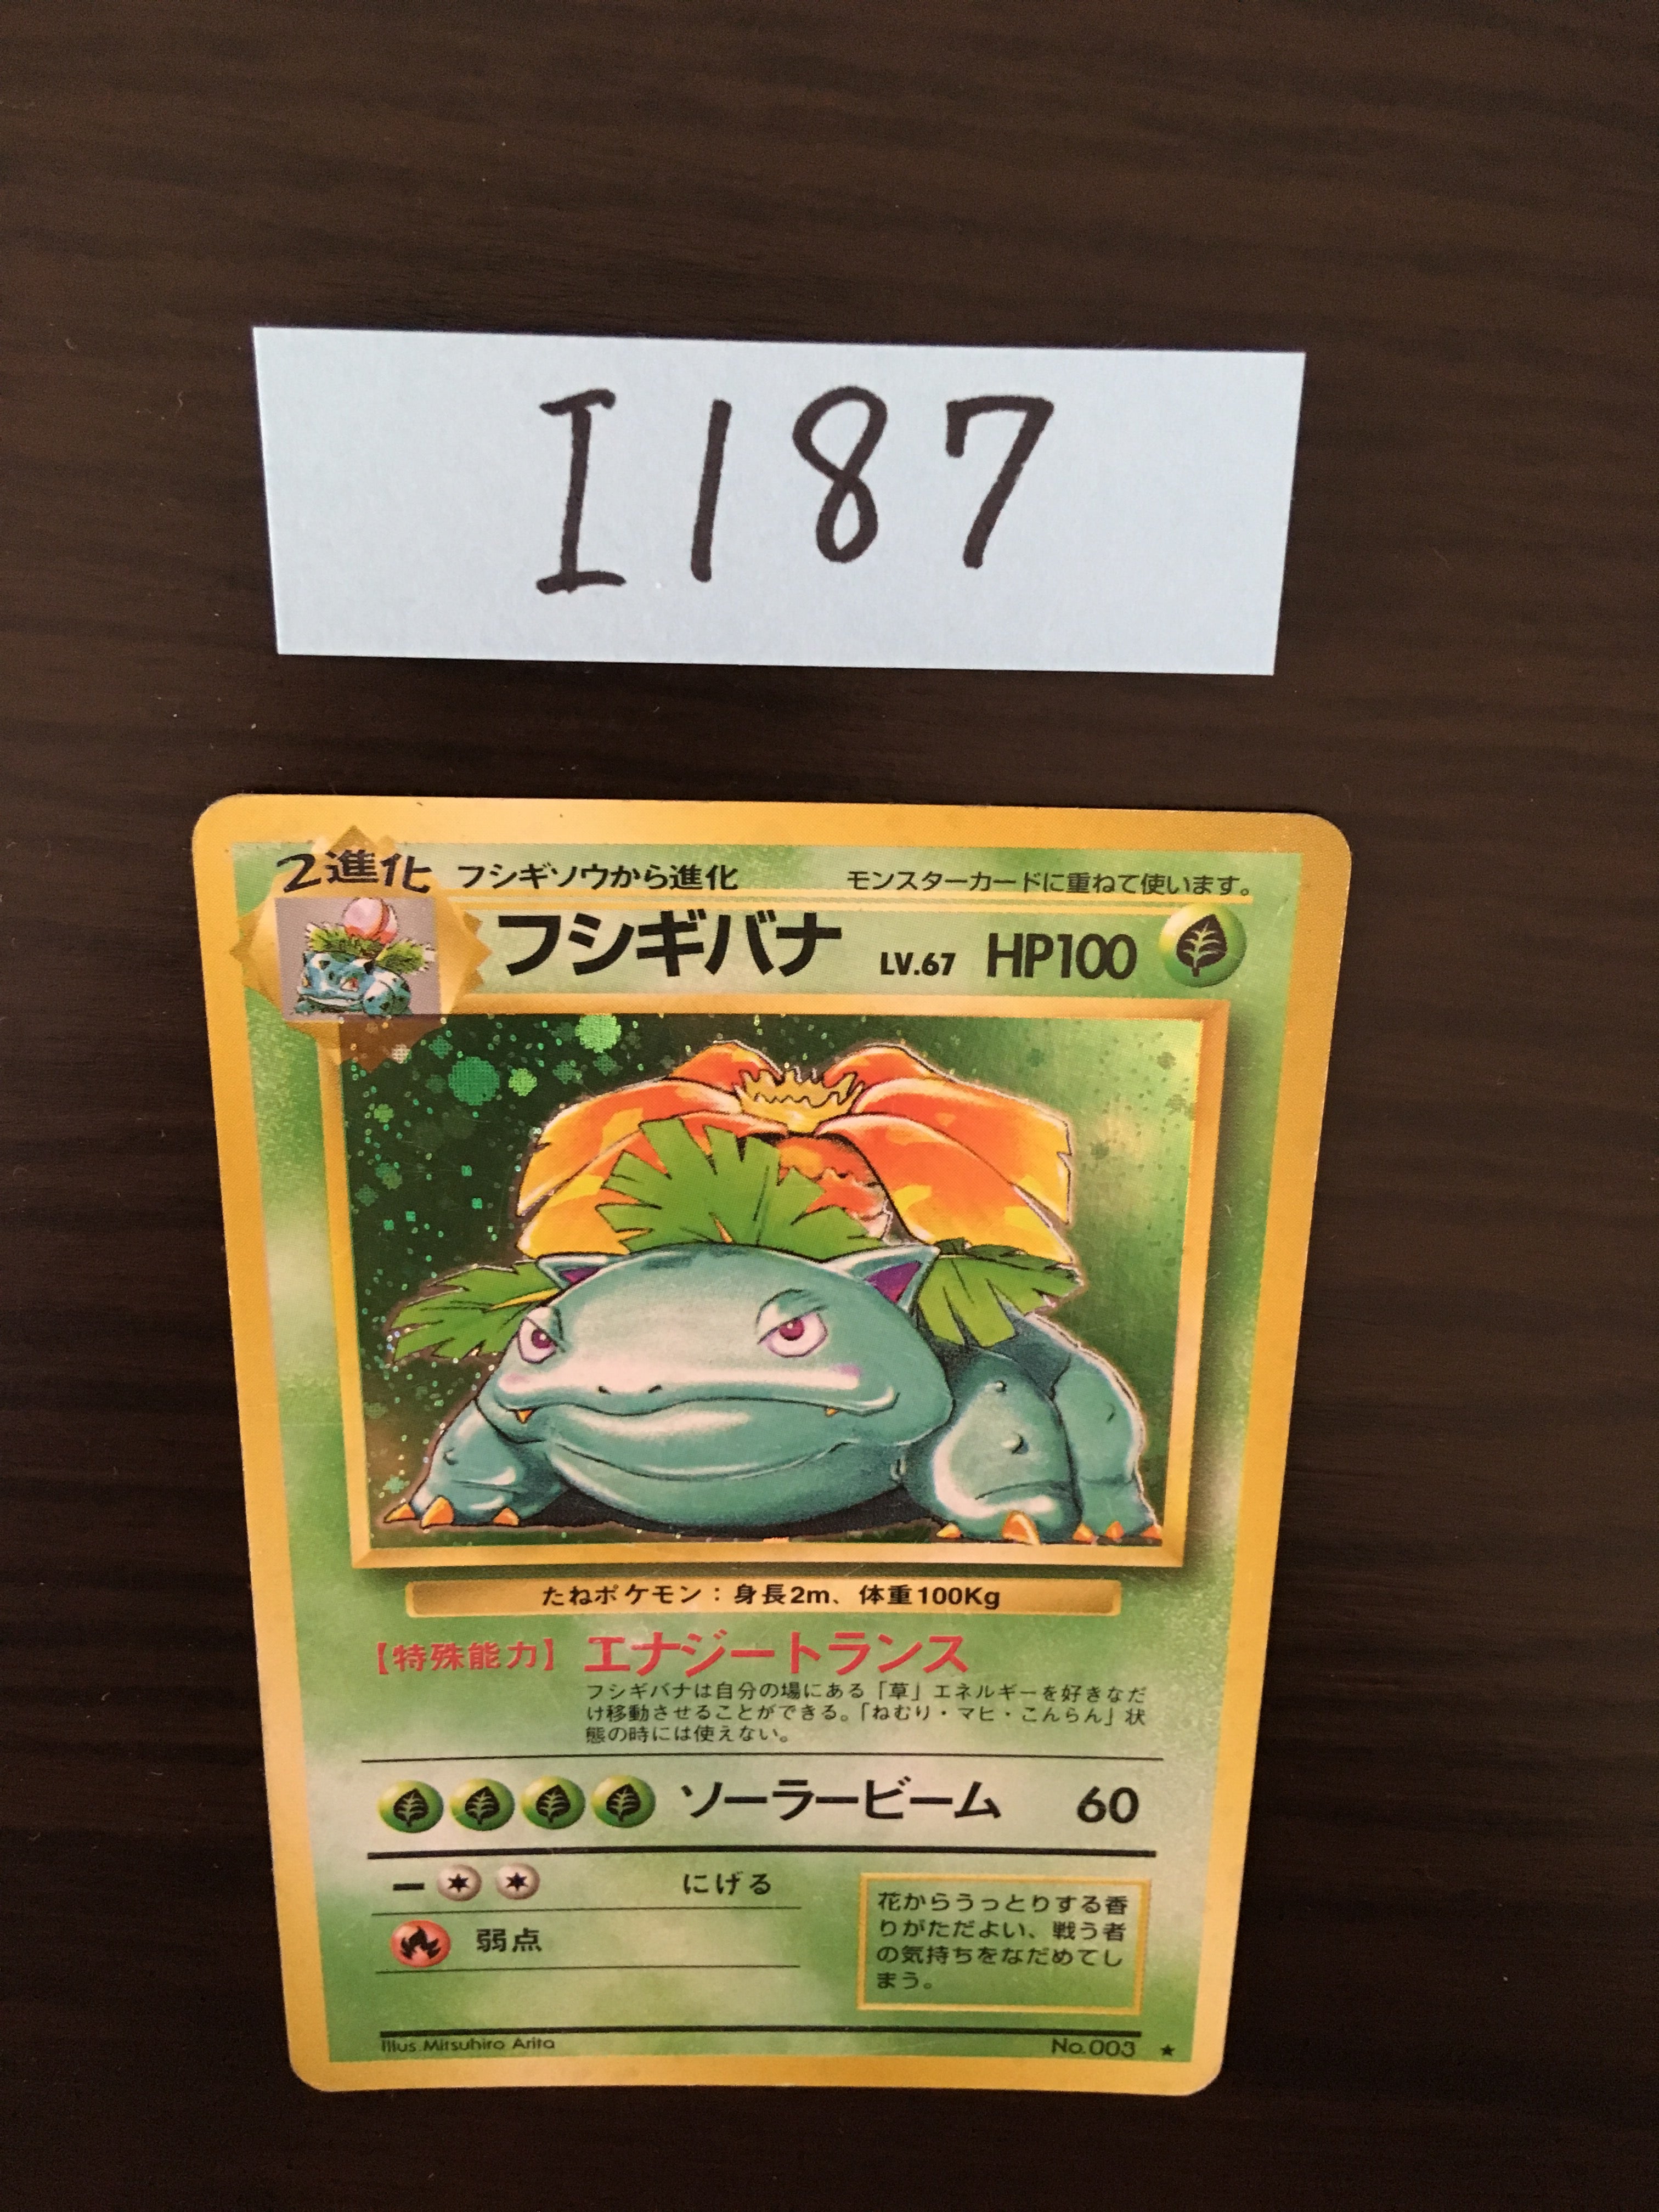 I187
2進化 フシギソウから進化 モンスターカードに重ねて使います。
フシギバナ LV.67 HP100
たねポケモン：身長2m、体重100Kg
【特殊能力】 エナジートランス
フシギバナは自分の場にある「草」エネルギーを好きなだ
け移動させることができる。「ねむり・マヒ・こんらん」状
態の時には使えない。
ソーラービーム 60
にげる
弱点
花からうっとりする香
りがただよい、戦う者
の気持ちをなだめてし
まう。
Illus.Mitsuhiro Arita No.003 ★